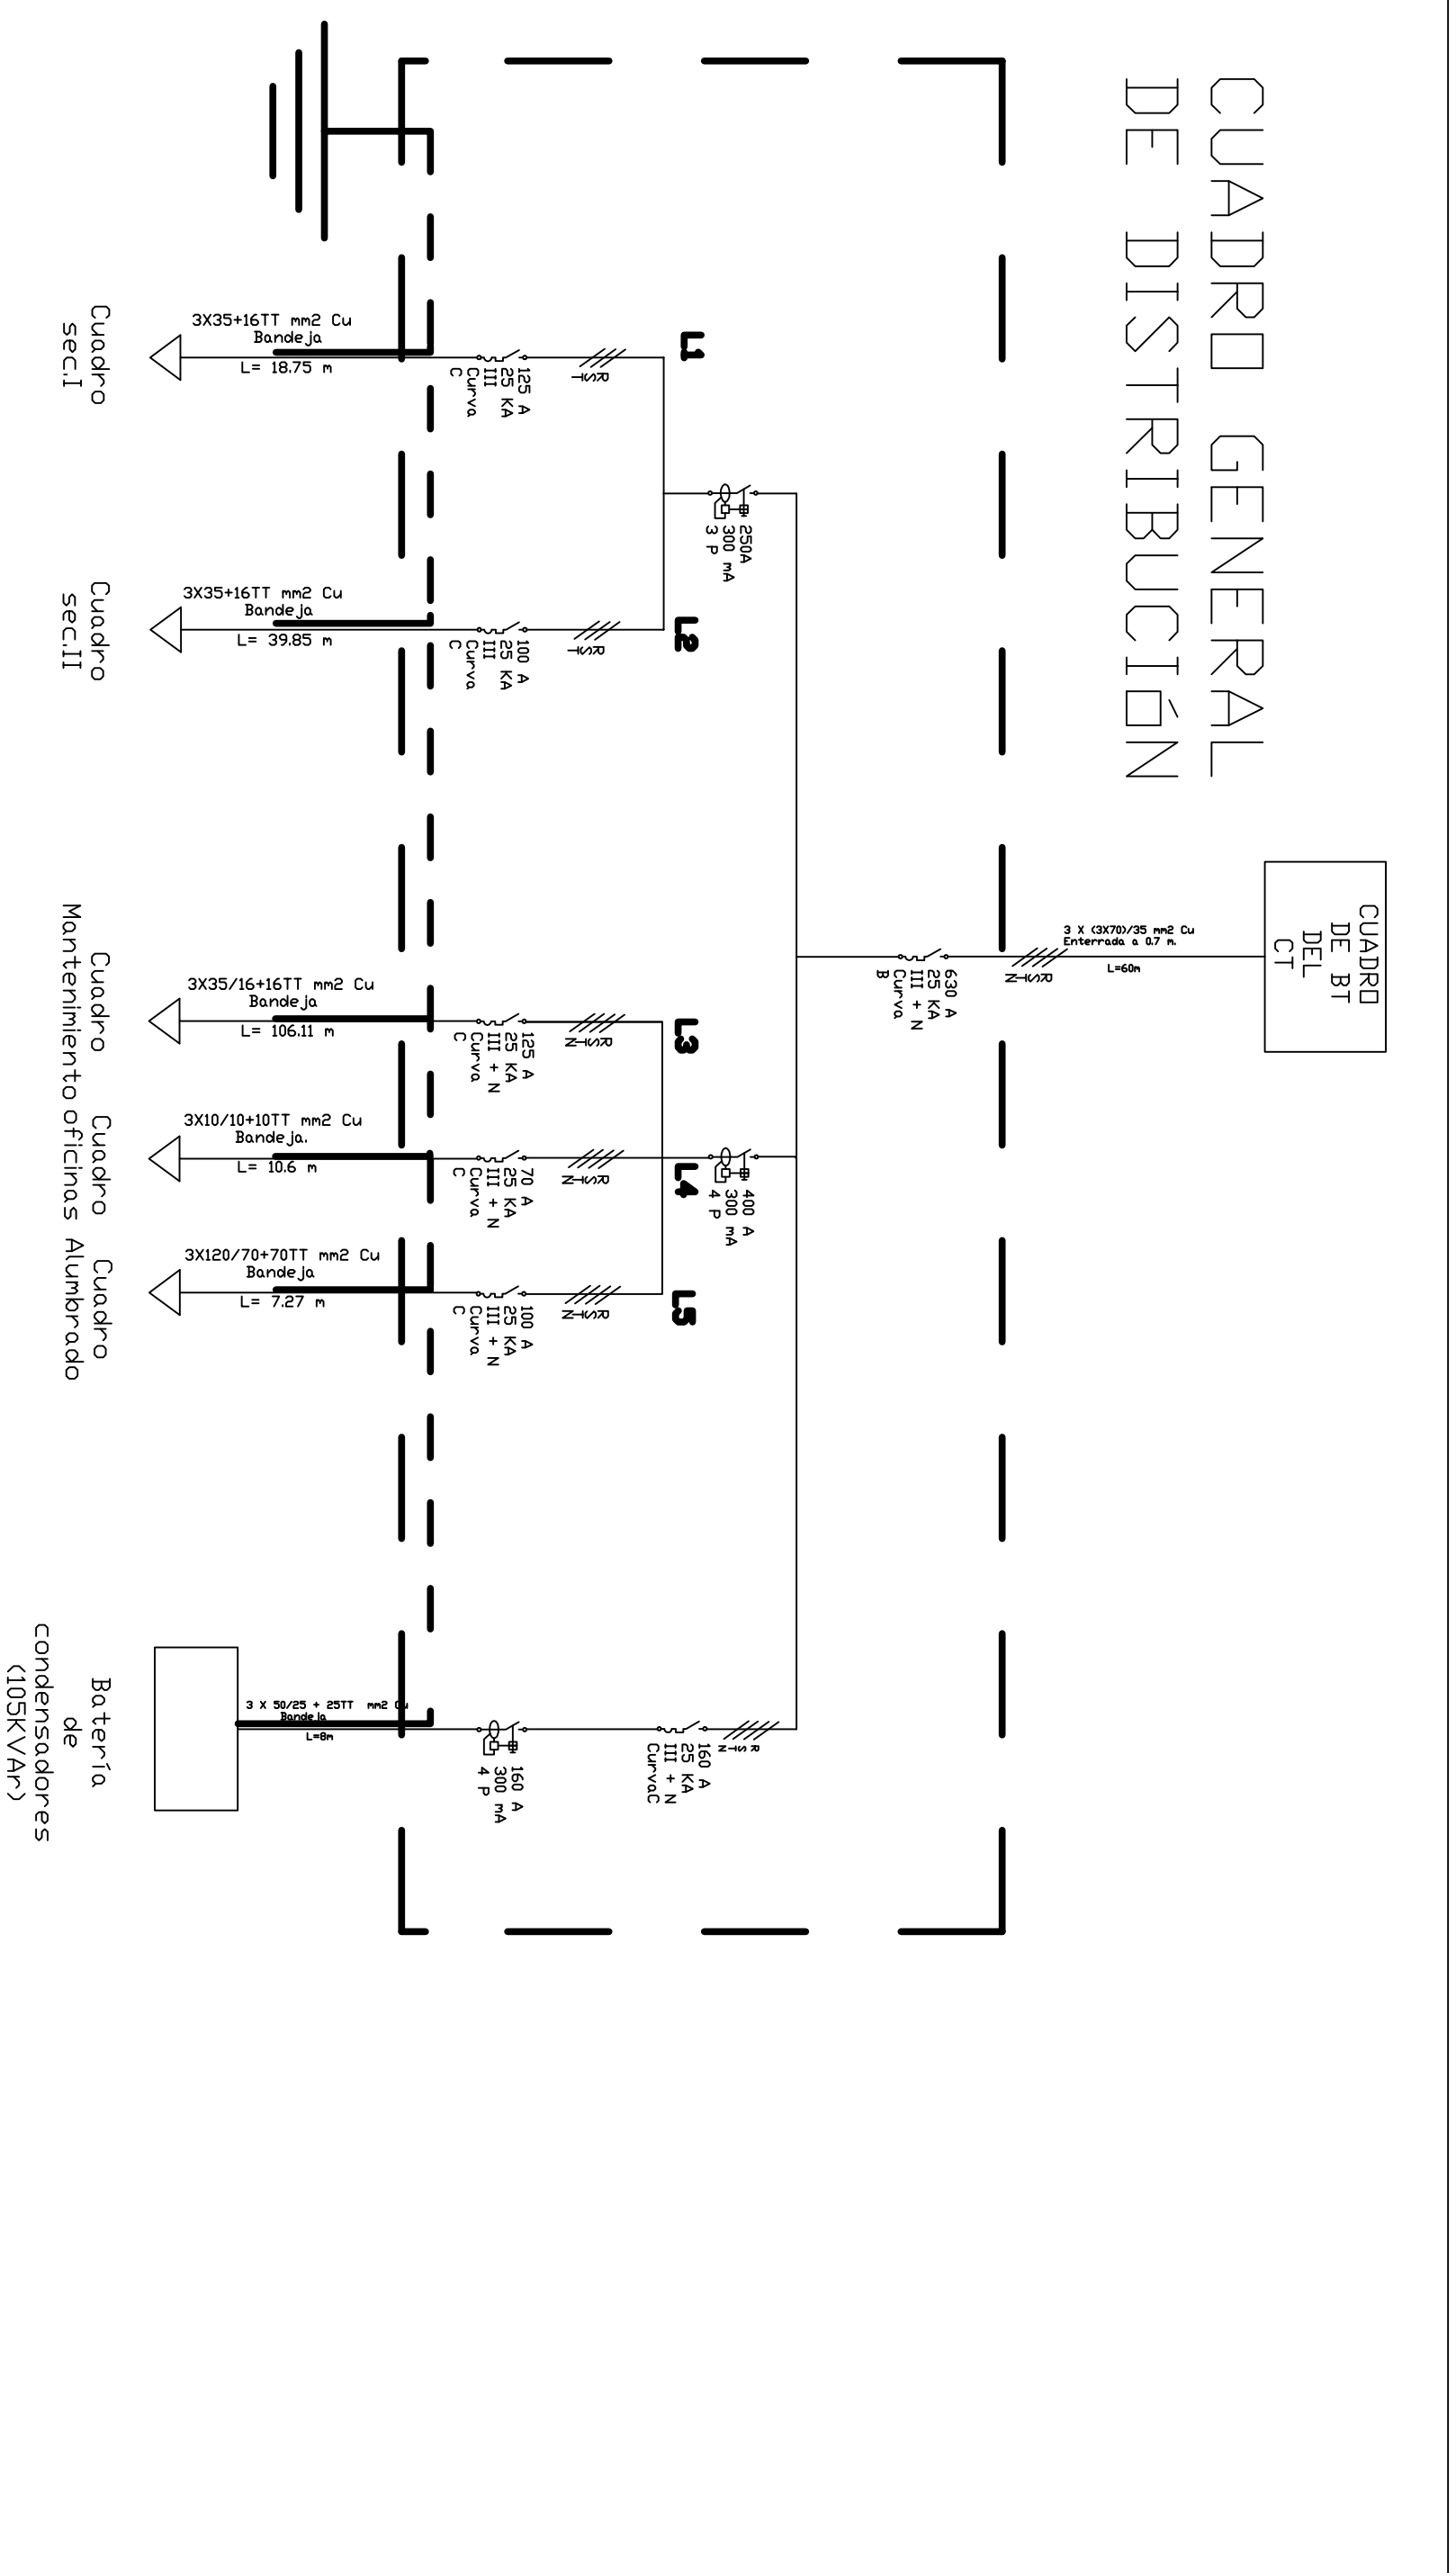 CUADRO GENERAL
DE DISTRIBUCIÓN
CUADRO
DE BT
DEL
CT
3 X (3X70)/35 mm2 Cu
Enterrada a 0.7 m.
L=60m
RSTN
630 A
25 KA
III + N
Curva
B
250A
300 mA
3 P
400 A
300 mA
4 P
L1
RST
125 A
25 KA
III
Curva
C
3X35+16TT mm2 Cu
Bandeja
L= 18.75 m
Cuadro
sec.I
L2
RST
100 A
25 KA
III
Curva
C
3X35+16TT mm2 Cu
Bandeja
L= 39.85 m
Cuadro
sec.II
L3
RSTN
125 A
25 KA
III + N
Curva
C
3X35/16+16TT mm2 Cu
Bandeja
L= 106.11 m
Cuadro
Mantenimiento
L4
RSTN
70 A
25 KA
III + N
Curva
C
3X10/10+10TT mm2 Cu
Bandeja.
L= 10.6 m
Cuadro
oficinas
L5
RSTN
100 A
25 KA
III + N
Curva
C
3X120/70+70TT mm2 Cu
Bandeja
L= 7.27 m
Cuadro
Alumbrado
R
S
T
N
160 A
25 KA
III + N
CurvaC
160 A
300 mA
4 P
3 X 50/25 + 25TT mm2 Cu
Bandeja
L=8m
Batería
de
condensadores
(105KVAr)